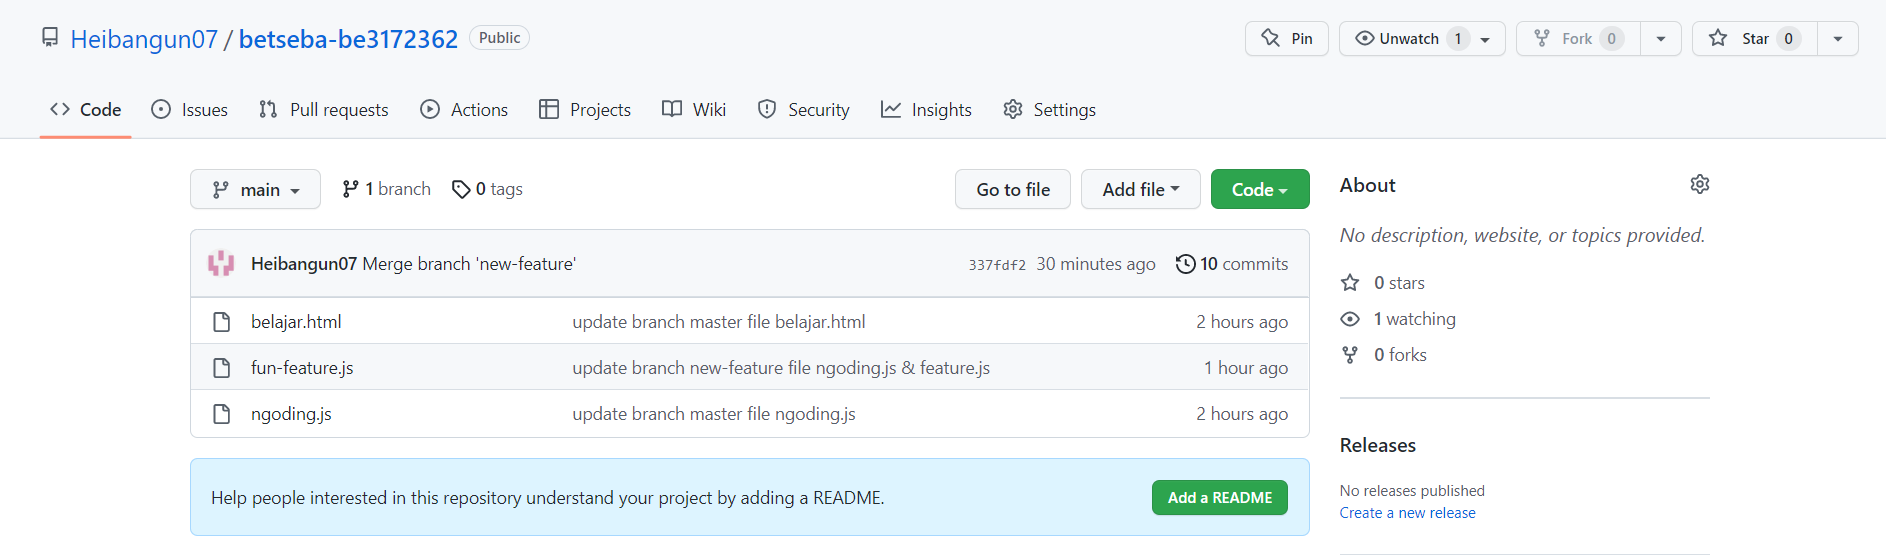 Heibangun07 / betseba-be3172362 Public Pin Unwatch 1 Fork 0 Star 0
Code Issues Pull requests Actions Projects Wiki Security Insights Settings
main 1 branch 0 tags Go to file Add file Code
Heibangun07 Merge branch 'new-feature' 337fdf2 30 minutes ago 10 commits
belajar.html update branch master file belajar.html 2 hours ago
fun-feature.js update branch new-feature file ngoding.js & feature.js 1 hour ago
ngoding.js update branch master file ngoding.js 2 hours ago
Help people interested in this repository understand your project by adding a README. Add a README
About
No description, website, or topics provided.
0 stars
1 watching
0 forks
Releases
No releases published
Create a new release